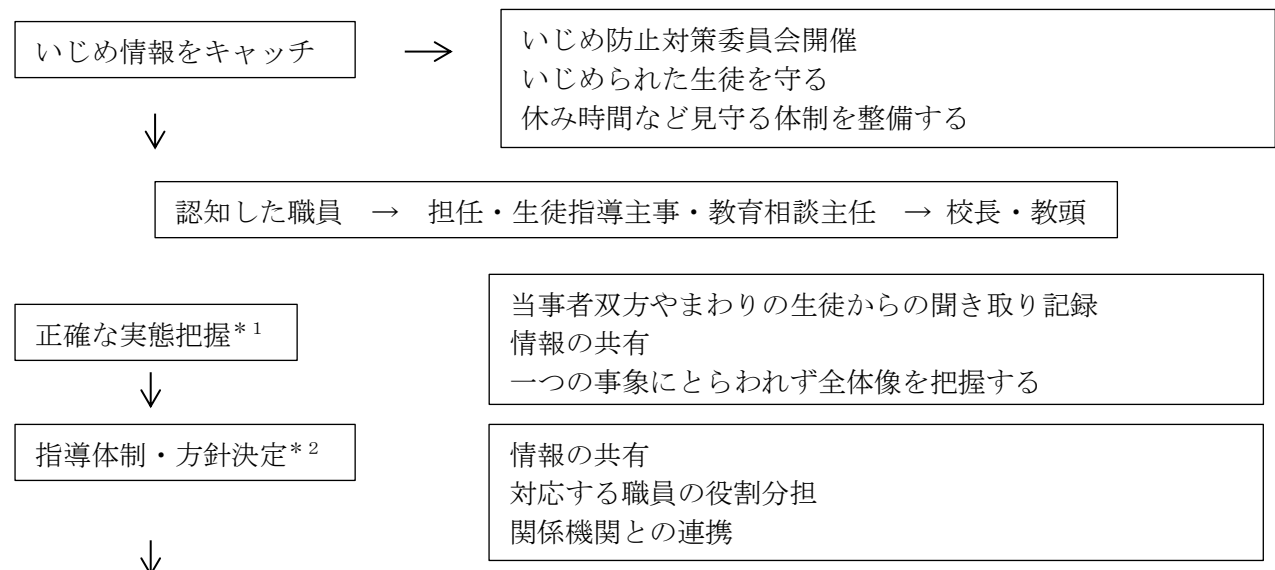 いじめ情報をキャッチ →
いじめ防止対策委員会開催
いじめられた生徒を守る
休み時間など見守る体制を整備する
↓
認知した職員 → 担任・生徒指導主事・教育相談主任 → 校長・教頭
正確な実態把握*1
当事者双方やまわりの生徒からの聞き取り記録
情報の共有
一つの事象にとらわれず全体像を把握する
↓
指導体制・方針決定*2
情報の共有
対応する職員の役割分担
関係機関との連携
↓